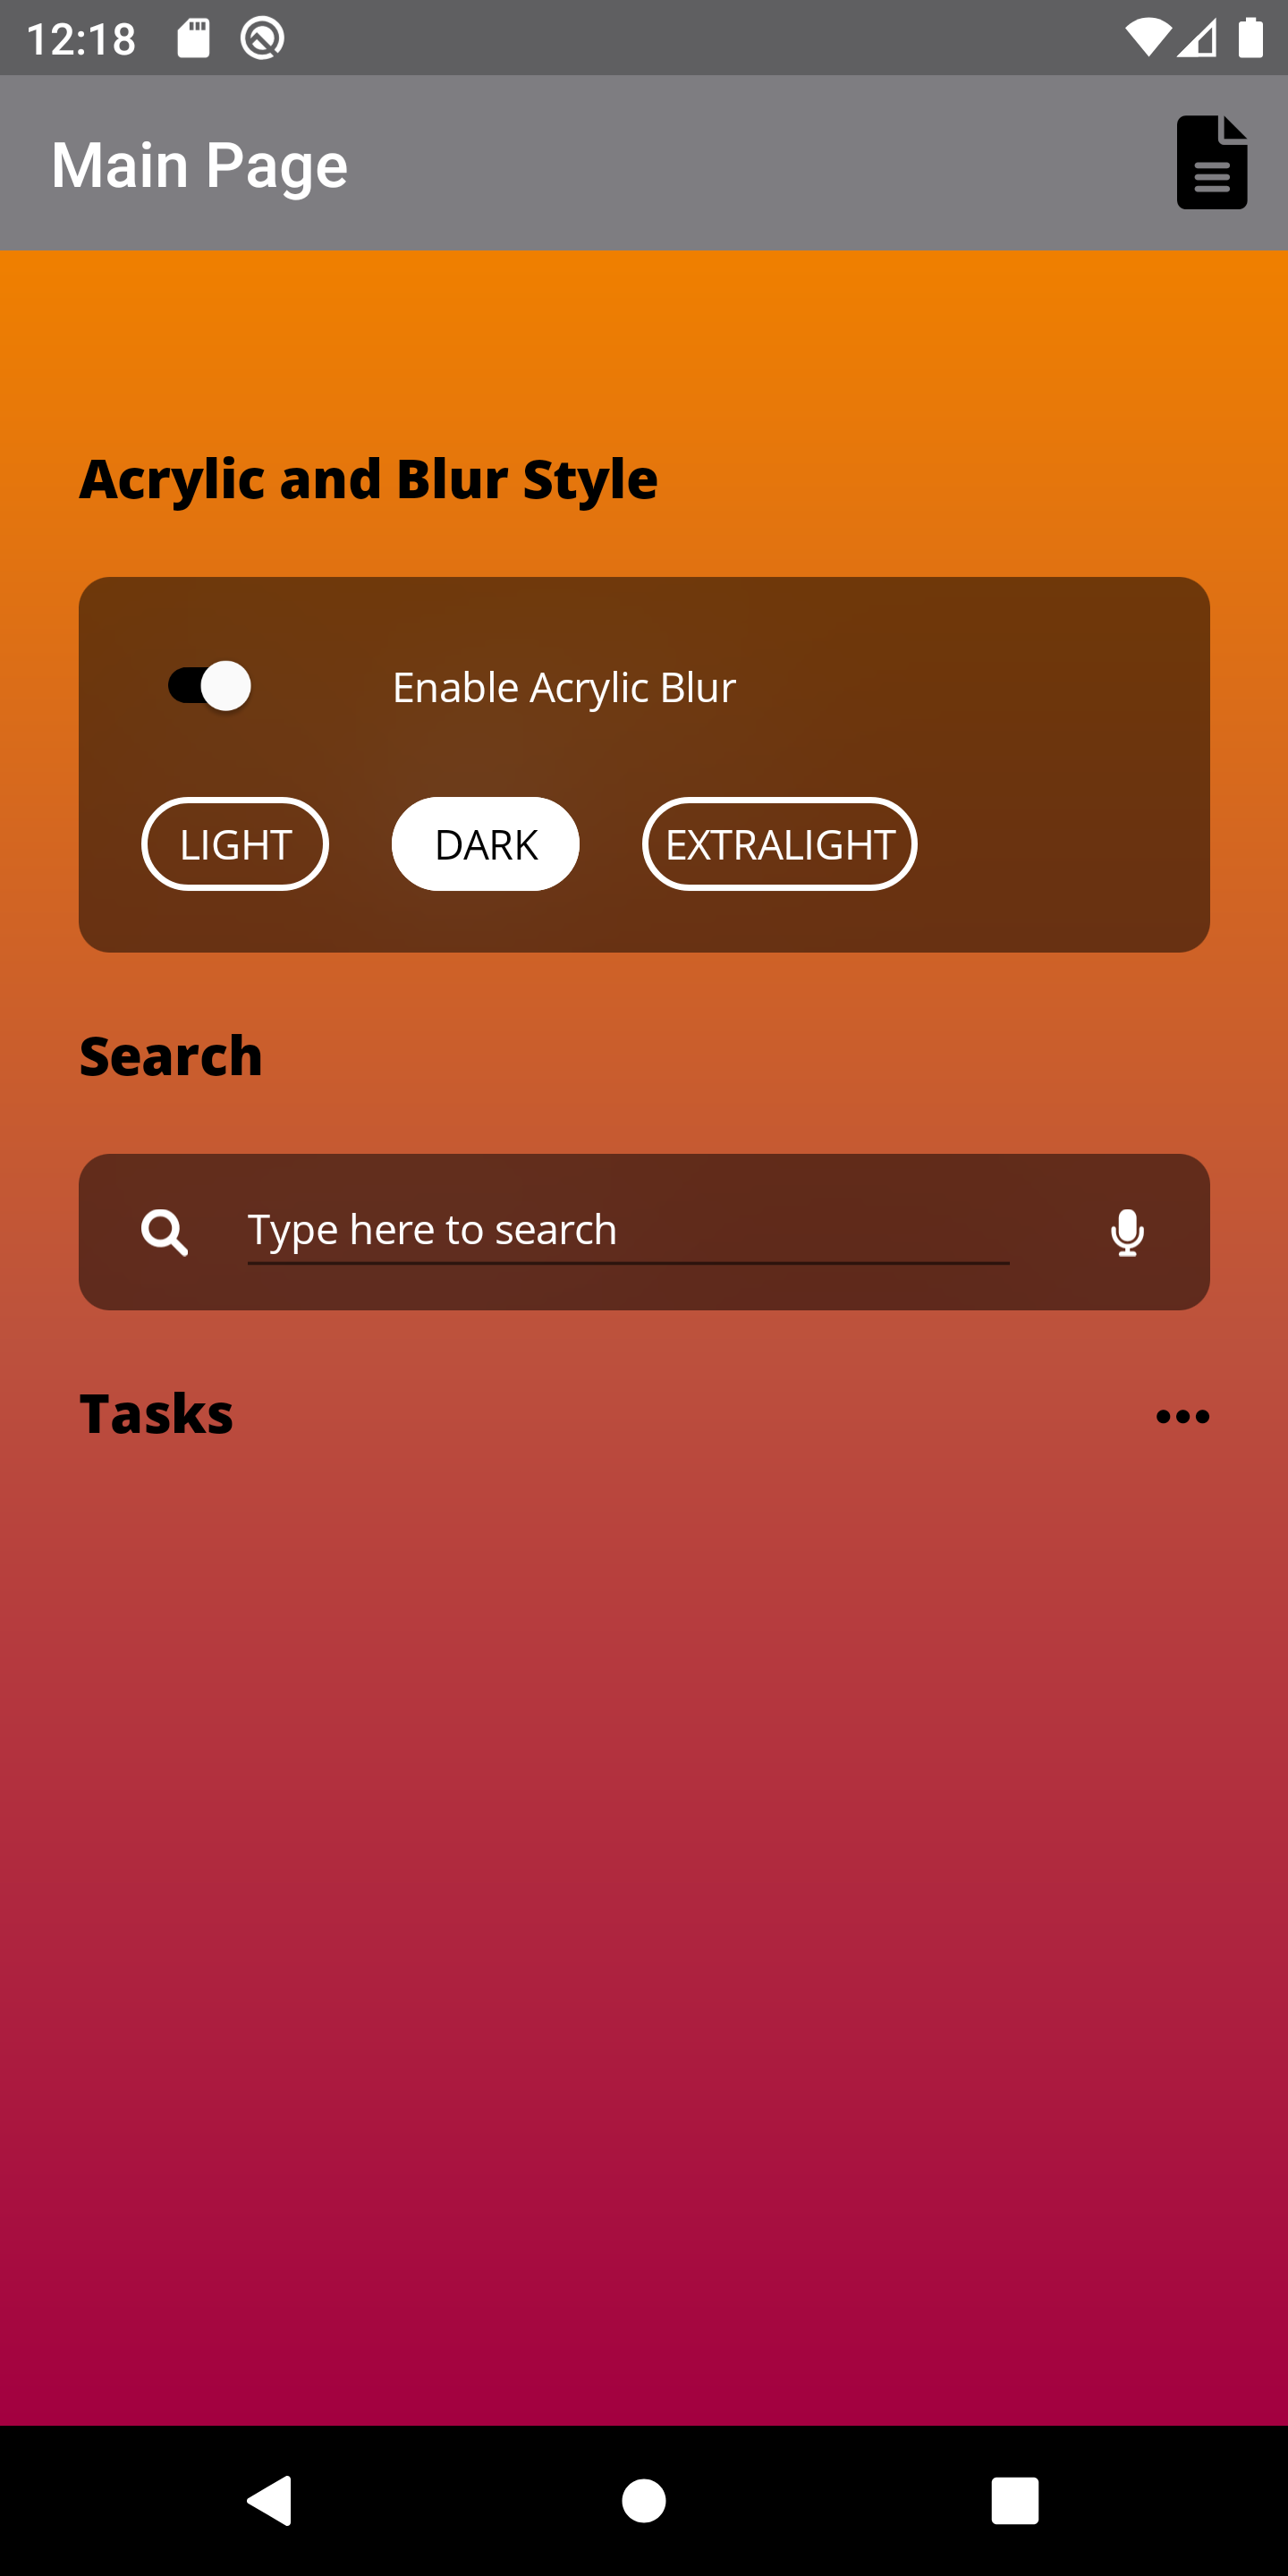 12:18
Main Page
Acrylic and Blur Style
Enable Acrylic Blur
LIGHT DARK EXTRALIGHT
Search
Type here to search
Tasks